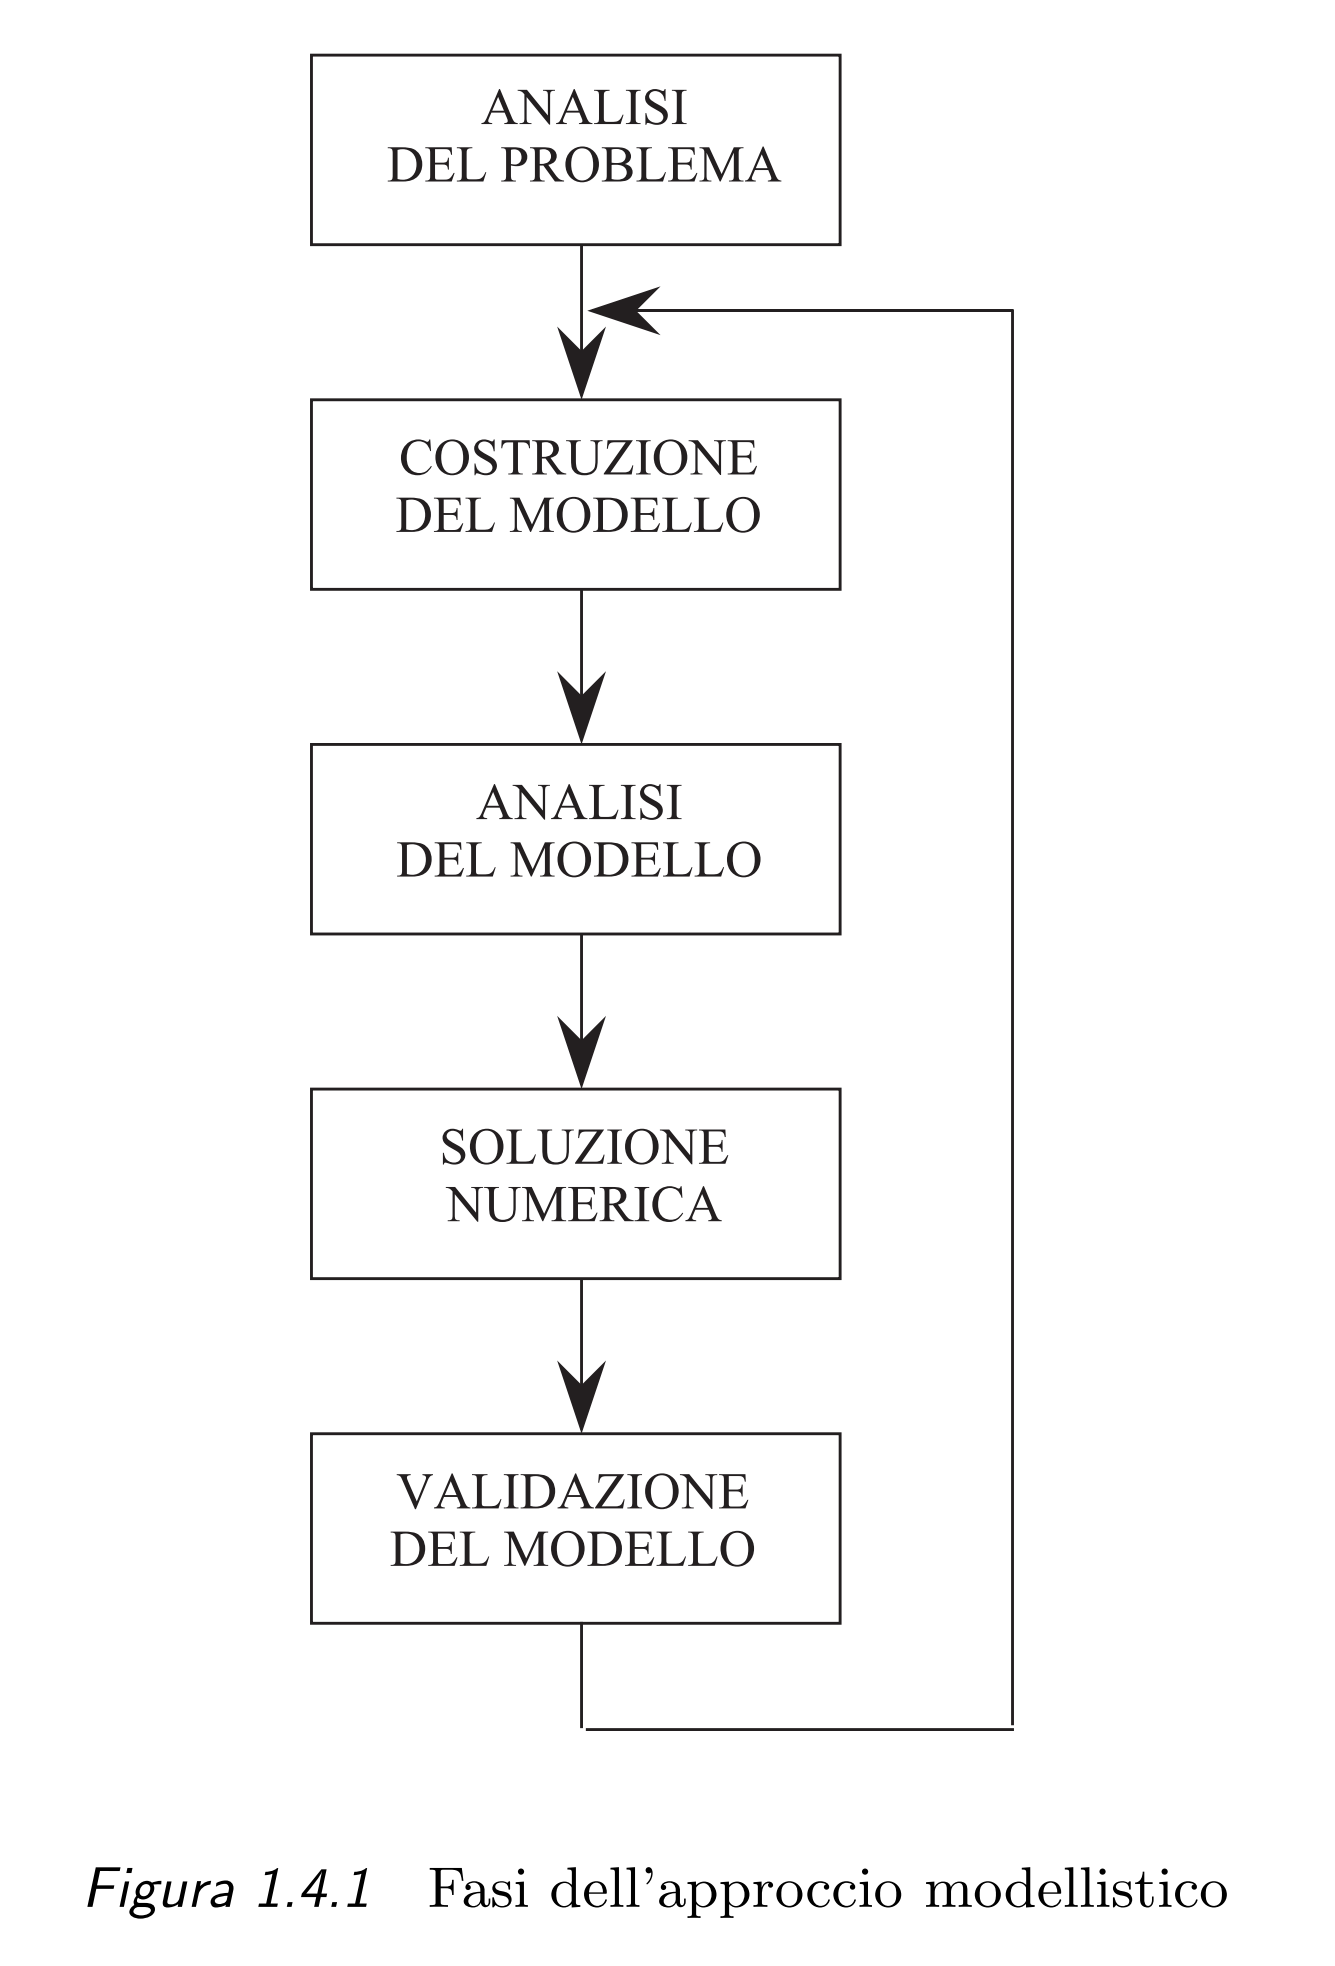 ANALISI
DEL PROBLEMA
COSTRUZIONE
DEL MODELLO
ANALISI
DEL MODELLO
SOLUZIONE
NUMERICA
VALIDAZIONE
DEL MODELLO
Figura 1.4.1 Fasi dell'approccio modellistico